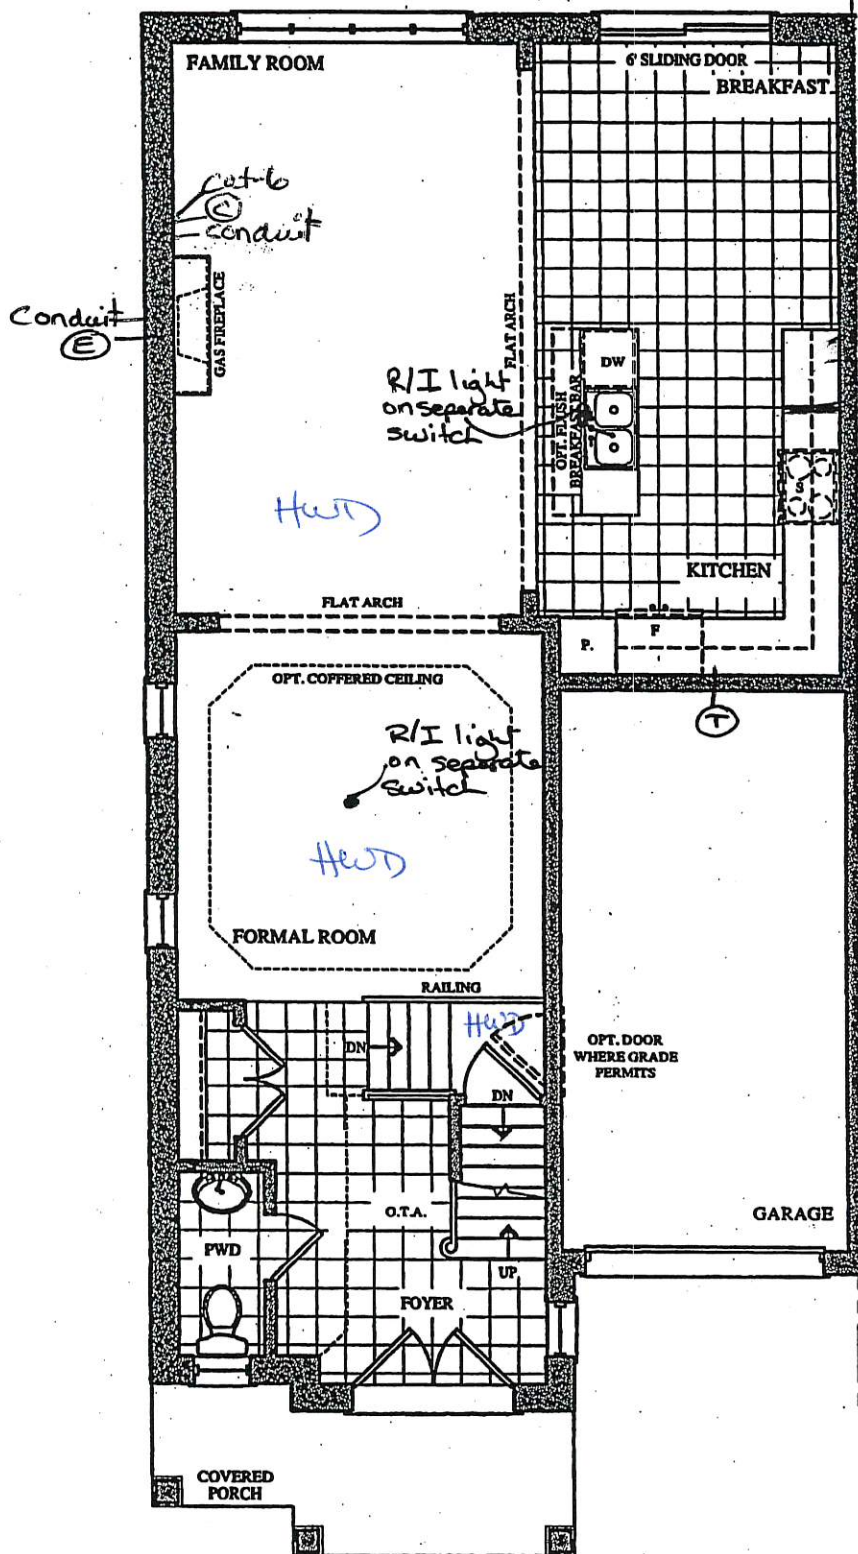 FAMILY ROOM
6' SLIDING DOOR
BREAKFAST
cat-6
C
conduit
Conduit
E
GAS FIREPLACE
FLAT ARCH
R/I light
on separate
switch
DW
OPT. FLUSH
BREAKFAST BAR
S
HWD
KITCHEN
FLAT ARCH
P.
F
OPT. COFFERED CEILING
T
R/I light
on separate
switch
HWD
FORMAL ROOM
RAILING
HWD
DN
OPT. DOOR
WHERE GRADE
PERMITS
DN
O.T.A.
GARAGE
PWD
UP
FOYER
COVERED
PORCH